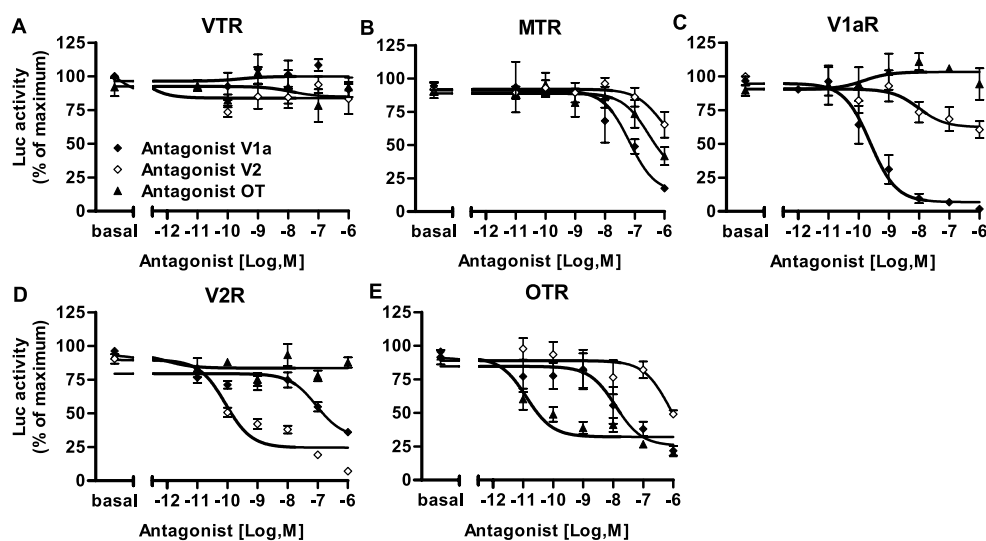 A
VTR
125
100
75
50
25
0
Luc activity
(% of maximum)
Antagonist V1a
Antagonist V2
Antagonist OT
basal
-12 -11 -10 -9 -8 -7 -6
Antagonist [Log,M]
B
MTR
125
100
75
50
25
0
basal
-12 -11 -10 -9 -8 -7 -6
Antagonist [Log,M]
C
V1aR
125
100
75
50
25
0
Luc activity
(% of maximum)
basal
-12 -11 -10 -9 -8 -7 -6
Antagonist [Log,M]
D
V2R
125
100
75
50
25
0
Luc activity
(% of maximum)
basal
-12 -11 -10 -9 -8 -7 -6
Antagonist [Log,M]
E
OTR
125
100
75
50
25
0
basal
-12 -11 -10 -9 -8 -7 -6
Antagonist [Log,M]